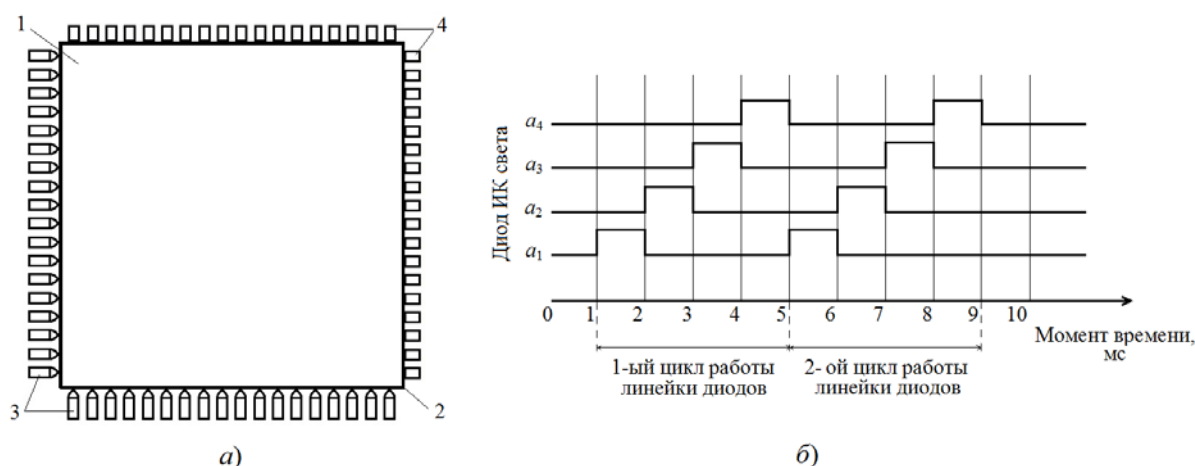 1
4
3
2
а)
Диод ИК света
a4
a3
a2
a1
0 1 2 3 4 5 6 7 8 9 10
Момент времени,
мс
1-ый цикл работы
линейки диодов
2- ой цикл работы
линейки диодов
б)